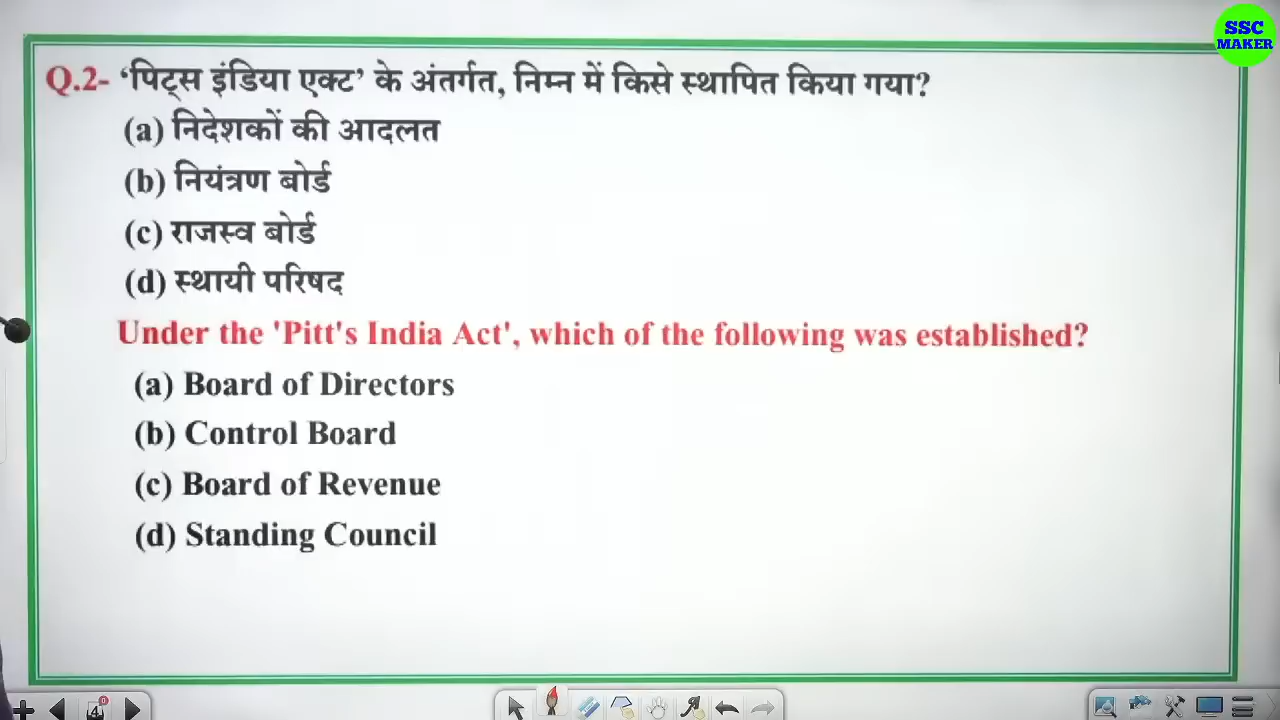 SSC
MAKER
Q.2- ‘पिट्स इंडिया एक्ट’ के अंतर्गत, निम्न में किसे स्थापित किया गया?
(a) निदेशकों की आदलत
(b) नियंत्रण बोर्ड
(c) राजस्व बोर्ड
(d) स्थायी परिषद
Under the 'Pitt's India Act', which of the following was established?
(a) Board of Directors
(b) Control Board
(c) Board of Revenue
(d) Standing Council
4
0